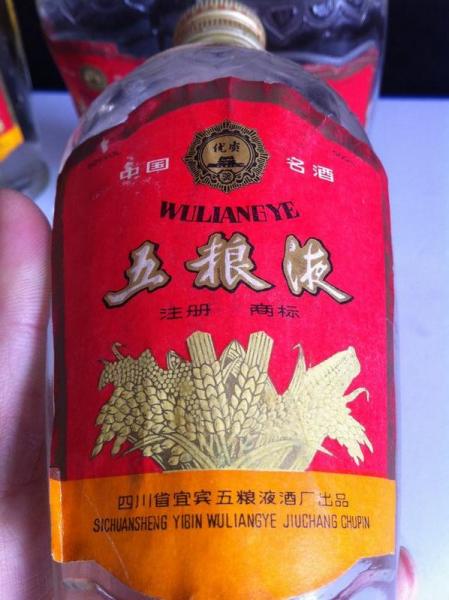 优质
中国 名酒
WULIANGYE
五粮液
注册 商标
四川省宜宾五粮液酒厂出品
SICHUANSHENG YIBIN WULIANGYE JIUCHANG CHUPIN